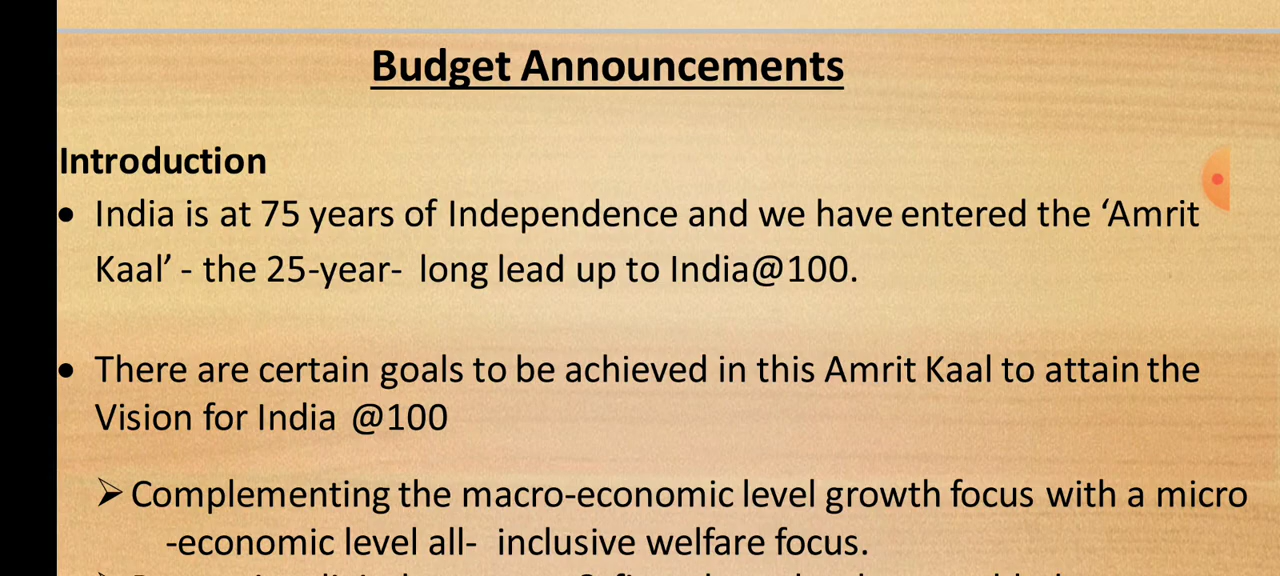 Budget Announcements
Introduction
• India is at 75 years of Independence and we have entered the ‘Amrit
Kaal’ - the 25-year- long lead up to India@100.
• There are certain goals to be achieved in this Amrit Kaal to attain the
Vision for India @100
➢ Complementing the macro-economic level growth focus with a micro
-economic level all- inclusive welfare focus.